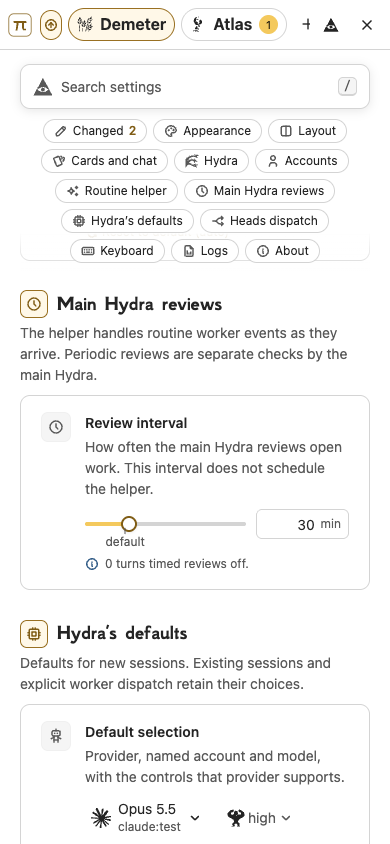 π
Demeter
Atlas 1
Search settings /
Changed 2
Appearance
Layout
Cards and chat
Hydra
Accounts
Routine helper
Main Hydra reviews
Hydra's defaults
Heads dispatch
Keyboard
Logs
About
Main Hydra reviews
The helper handles routine worker events as they
arrive. Periodic reviews are separate checks by the
main Hydra.
Review interval
How often the main Hydra reviews open
work. This interval does not schedule
the helper.
30 min
default
0 turns timed reviews off.
Hydra's defaults
Defaults for new sessions. Existing sessions and
explicit worker dispatch retain their choices.
Default selection
Provider, named account and model,
with the controls that provider supports.
Opus 5.5
claude:test
high